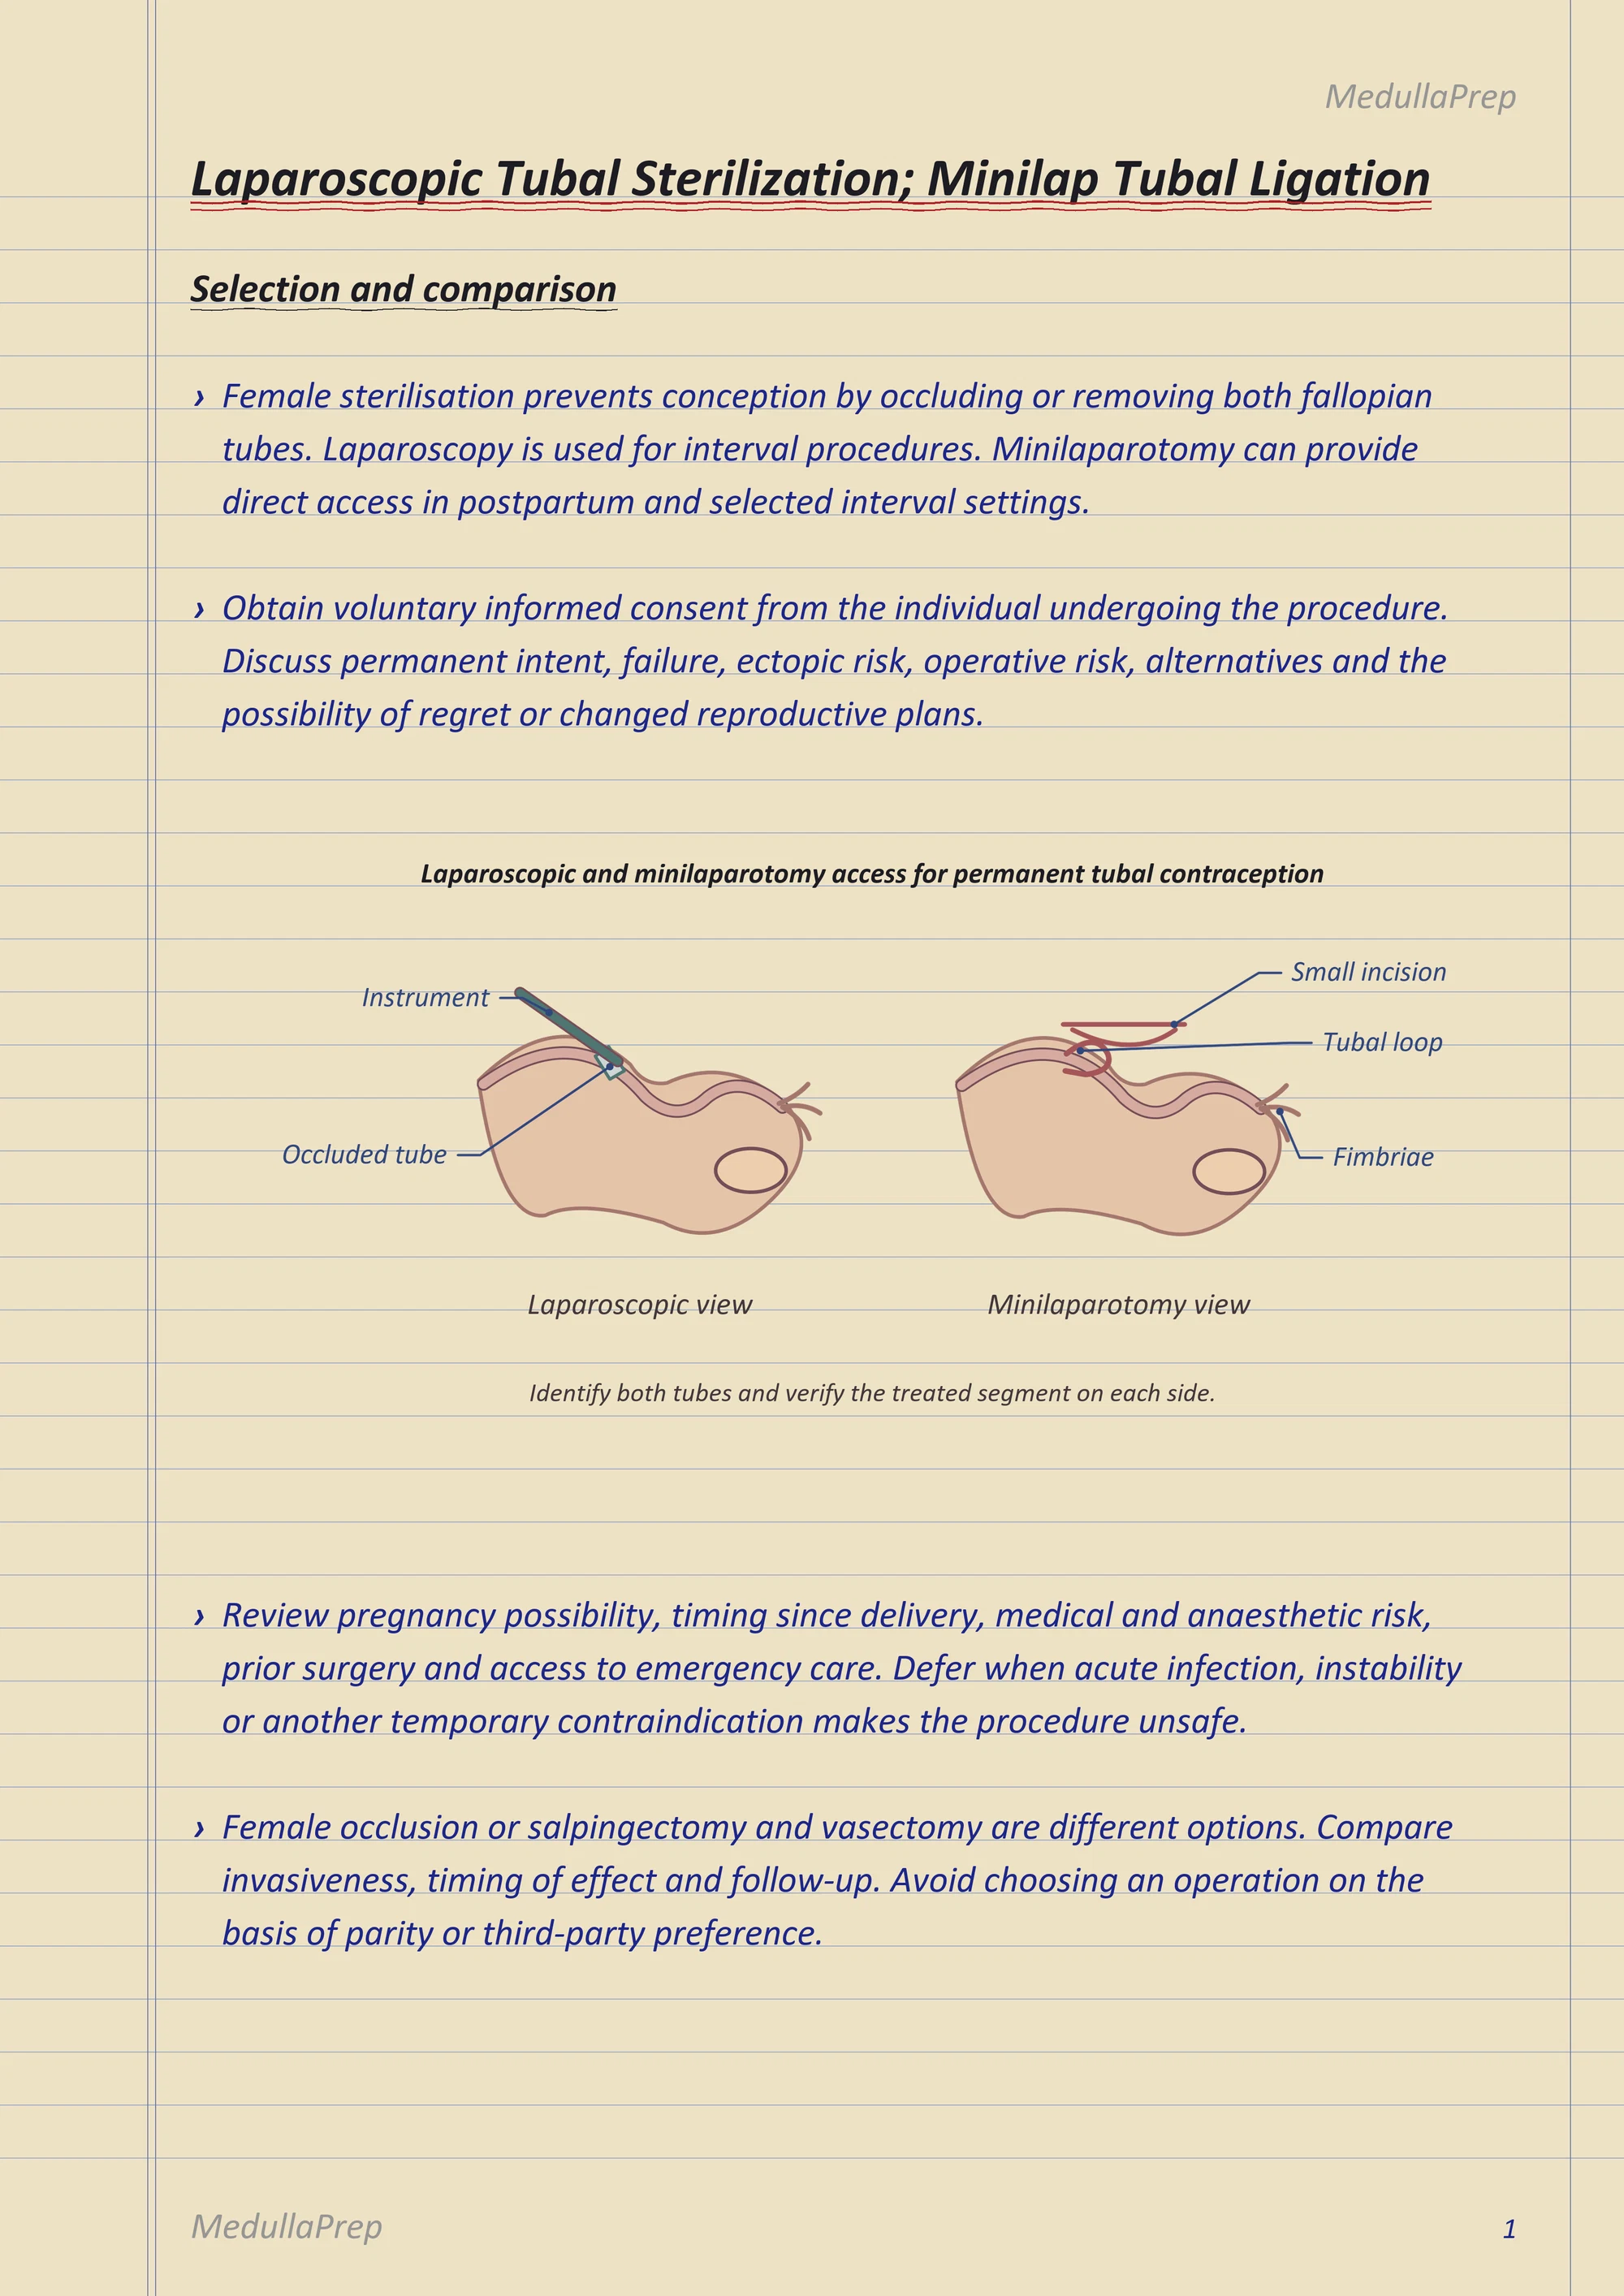 MedullaPrep
Laparoscopic Tubal Sterilization; Minilap Tubal Ligation
Selection and comparison
› Female sterilisation prevents conception by occluding or removing both fallopian
tubes. Laparoscopy is used for interval procedures. Minilaparotomy can provide
direct access in postpartum and selected interval settings.
› Obtain voluntary informed consent from the individual undergoing the procedure.
Discuss permanent intent, failure, ectopic risk, operative risk, alternatives and the
possibility of regret or changed reproductive plans.
Laparoscopic and minilaparotomy access for permanent tubal contraception
Instrument
Occluded tube
Small incision
Tubal loop
Fimbriae
Laparoscopic view
Minilaparotomy view
Identify both tubes and verify the treated segment on each side.
› Review pregnancy possibility, timing since delivery, medical and anaesthetic risk,
prior surgery and access to emergency care. Defer when acute infection, instability
or another temporary contraindication makes the procedure unsafe.
› Female occlusion or salpingectomy and vasectomy are different options. Compare
invasiveness, timing of effect and follow-up. Avoid choosing an operation on the
basis of parity or third-party preference.
MedullaPrep
1